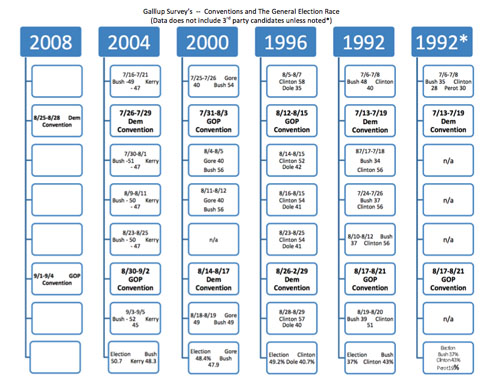 Galllup Survey's -- Conventions and The General Election Race
(Data does not include 3rd party candidates unless noted*)
2008
8/25-8/28 Dem
Convention
9/1-9/4 GOP
Convention
2004
7/16-7/21
Bush -49 Kerry
- 47
7/26-7/29
Dem
Convention
7/30-8/1
Bush -51 Kerry
- 47
8/9-8/11
Bush - 50 Kerry
- 47
8/23-8/25
Bush - 50 Kerry
- 47
8/30-9/2
GOP
Convention
9/3-9/5
Bush - 52 Kerry
45
Election Bush
50.7 Kerry 48.3
2000
7/25-7/26 Gore
40 Bush 54
7/31-8/3
GOP
Convention
8/4-8/5
Gore 40
Bush 56
8/11-8/12
Gore 40
Bush 56
n/a
8/14-8/17
Dem
Convention
8/18-8/19 Gore
49 Bush 49
Election Gore
48.4% Bush
47.9
1996
8/5-8/7
Clinton 58
Dole 35
8/12-8/15
GOP
Convention
8/14-8/15
Clinton 52
Dole 42
8/16-8/15
Clinton 54
Dole 41
8/23-8/25
Clinton 54
Dole 41
8/26-2/29
Dem
Convention
8/28-8/29
Clinton 57
Dole 40
Election Clinton
49.2% Dole 40.7%
1992
7/6-7/8
Bush 48 Clinton
40
7/13-7/19
Dem
Convention
87/17-7/18
Bush 34
Clinton 56
7/24-7/26
Bush 37
Clinton 56
8/10-8/12 Bush
37 Clinton 56
8/17-8/21
GOP
Convention
8/19-8/20
Bush 39 Clinton
51
Election Bush
37% Clinton 43%
1992*
7/6-7/8
Bush 35 Clinton
28 Perot 30
7/13-7/19
Dem
Convention
n/a
n/a
n/a
8/17-8/21
GOP
Convention
n/a
Election
Bush 37%
Clinton 43%
Perot 19%